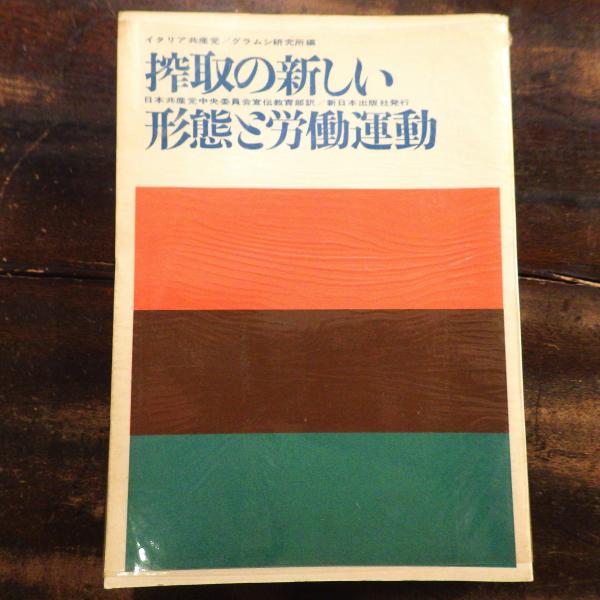 イタリア共産党／グラムシ研究所編
搾取の新しい
日本共産党中央委員会宣伝教育部訳／新日本出版社発行
形態と労働運動